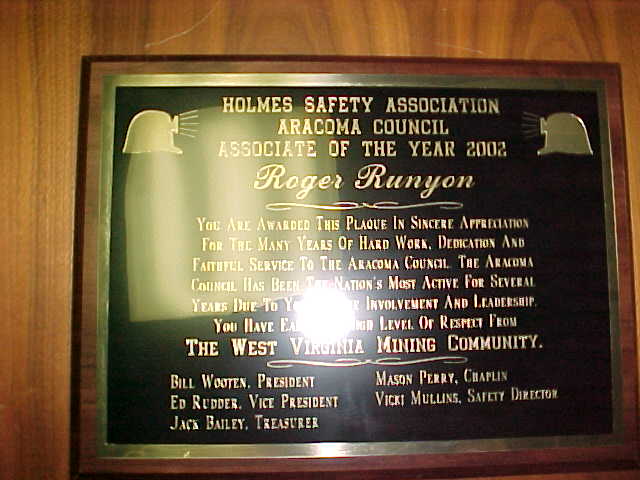 HOLMES SAFETY ASSOCIATION
ARACOMA COUNCIL
ASSOCIATE OF THE YEAR 2002
Roger Runyon
YOU ARE AWARDED THIS PLAQUE IN SINCERE APPRECIATION
FOR THE MANY YEARS OF HARD WORK, DEDICATION AND
FAITHFUL SERVICE TO THE ARACOMA COUNCIL. THE ARACOMA
COUNCIL HAS BEEN THE NATION'S MOST ACTIVE FOR SEVERAL
YEARS DUE TO INVOLVEMENT AND LEADERSHIP.
YOU HAVE LEVEL OF RESPECT FROM
THE WEST VIRGINIA MINING COMMUNITY.
BILL WOOTEN, PRESIDENT
ED RUDDER, VICE PRESIDENT
JACK BAILEY, TREASURER
MASON PERRY, CHAPLIN
VICKI MULLINS, SAFETY DIRECTOR